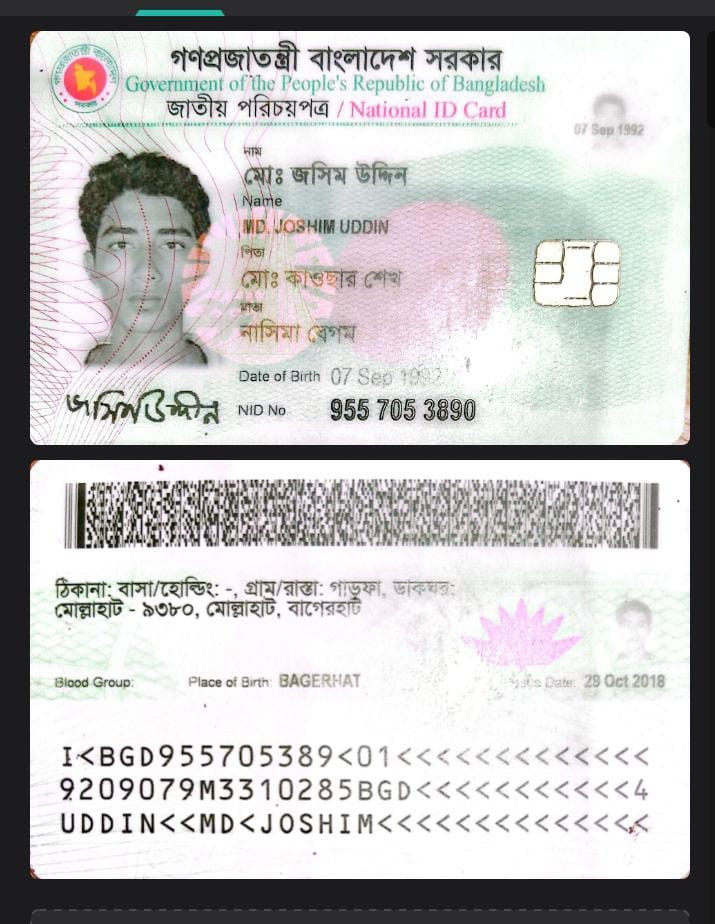 গণপ্রজাতন্ত্রী বাংলাদেশ সরকার
Government of the People's Republic of Bangladesh
জাতীয় পরিচয়পত্র / National ID Card
07 Sep 1992
নাম
মোঃ জসিম উদ্দিন
Name
MD. JOSHIM UDDIN
পিতা
মোঃ কাওছার শেখ
মাতা
নাসিমা বেগম
Date of Birth 07 Sep 1992
জসিমউদ্দীন
NID No 955 705 3890
ঠিকানা: বাসা/হোল্ডিং: -, গ্রাম/রাস্তা: গাড়ফা, ডাকঘর:
মোল্লাহাট - ৯৩৮০, মোল্লাহাট, বাগেরহাট
Blood Group: Place of Birth: BAGERHAT Issue Date: 29 Oct 2018
I<BGD955705389<01<<<<<<<<<<<<<
9209079M3310285BGD<<<<<<<<<<<4
UDDIN<<MD<JOSHIM<<<<<<<<<<<<<<